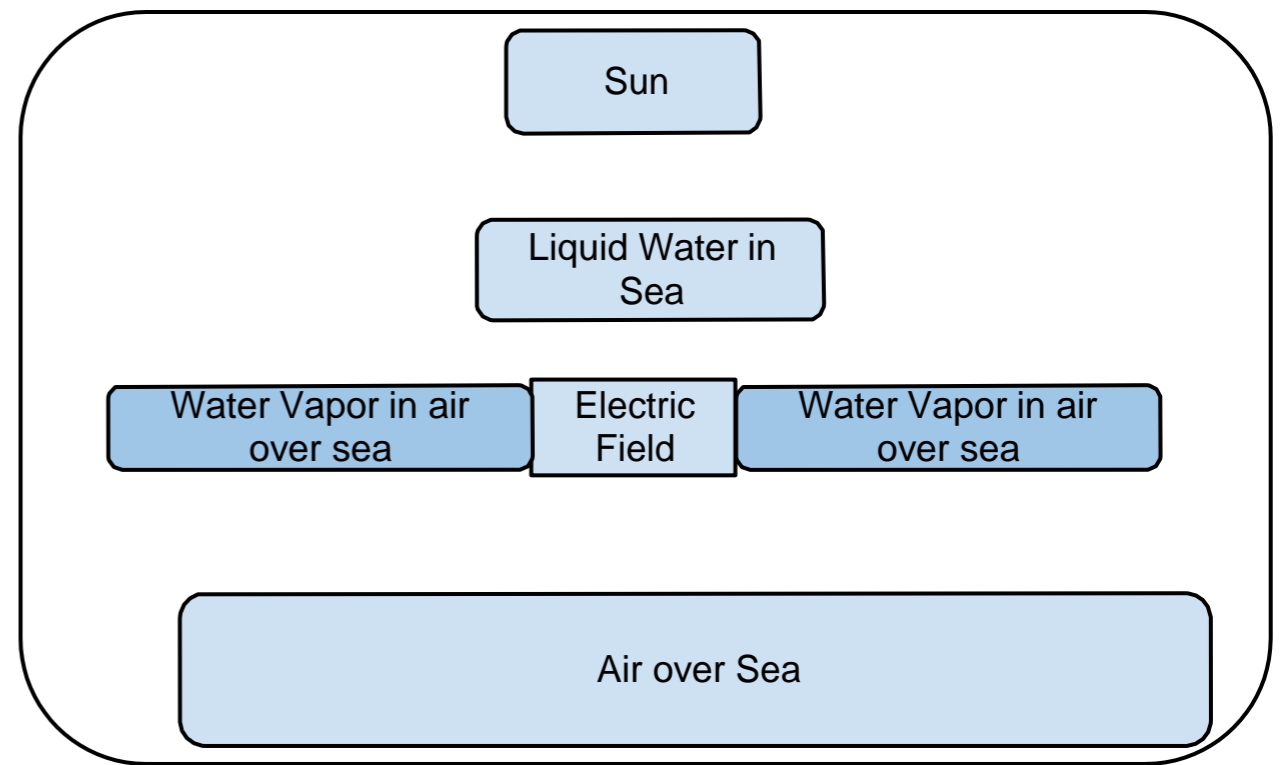 Sun
Liquid Water in
Sea
Water Vapor in air
over sea
Electric
Field
Water Vapor in air
over sea
Air over Sea